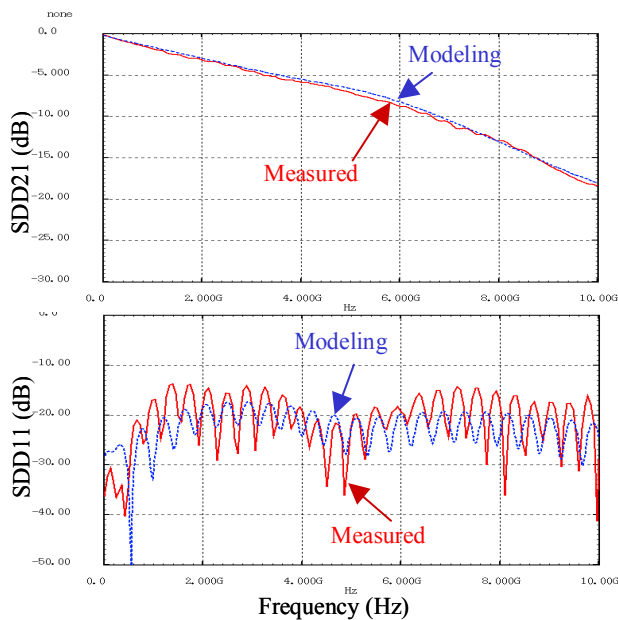 none
0.0
-5.000
-10.00
-15.00
-20.00
-25.00
-30.00
SDD21 (dB)
Modeling
Measured
0.0
2.000G
4.000G
6.000G
8.000G
10.00G
Hz
0.0
-10.00
-20.00
-30.00
-40.00
-50.00
SDD11 (dB)
Modeling
Measured
0.0
2.000G
4.000G
6.000G
8.000G
10.00G
Hz
Frequency (Hz)